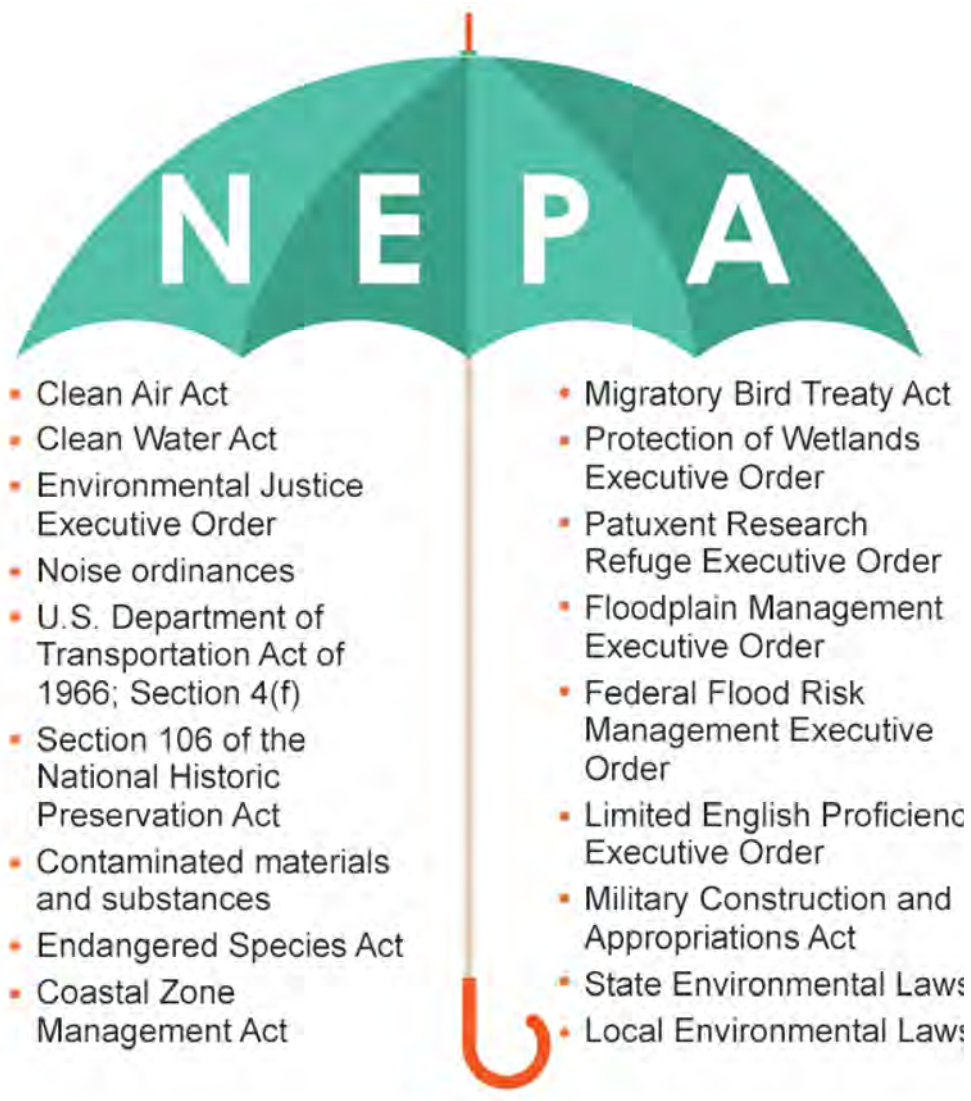 N E P A
• Clean Air Act
• Clean Water Act
• Environmental Justice
Executive Order
• Noise ordinances
• U.S. Department of
Transportation Act of
1966; Section 4(f)
• Section 106 of the
National Historic
Preservation Act
• Contaminated materials
and substances
• Endangered Species Act
• Coastal Zone
Management Act
• Migratory Bird Treaty Act
• Protection of Wetlands
Executive Order
• Patuxent Research
Refuge Executive Order
• Floodplain Management
Executive Order
• Federal Flood Risk
Management Executive
Order
• Limited English Proficienc
Executive Order
• Military Construction and
Appropriations Act
• State Environmental Laws
• Local Environmental Laws